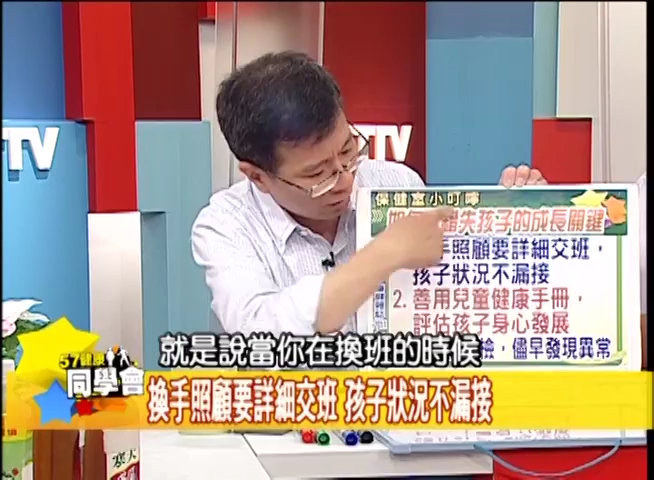 TV
TV
保健室小叮嚀
失孩子的成長關鍵
手照顧要詳細交班，
孩子狀況不漏接
2. 善用兒童健康手冊，
評估孩子身心發展
檢，儘早發現異常
就是說當你在換班的時候
57健康
同學會
換手照顧要詳細交班 孩子狀況不漏接